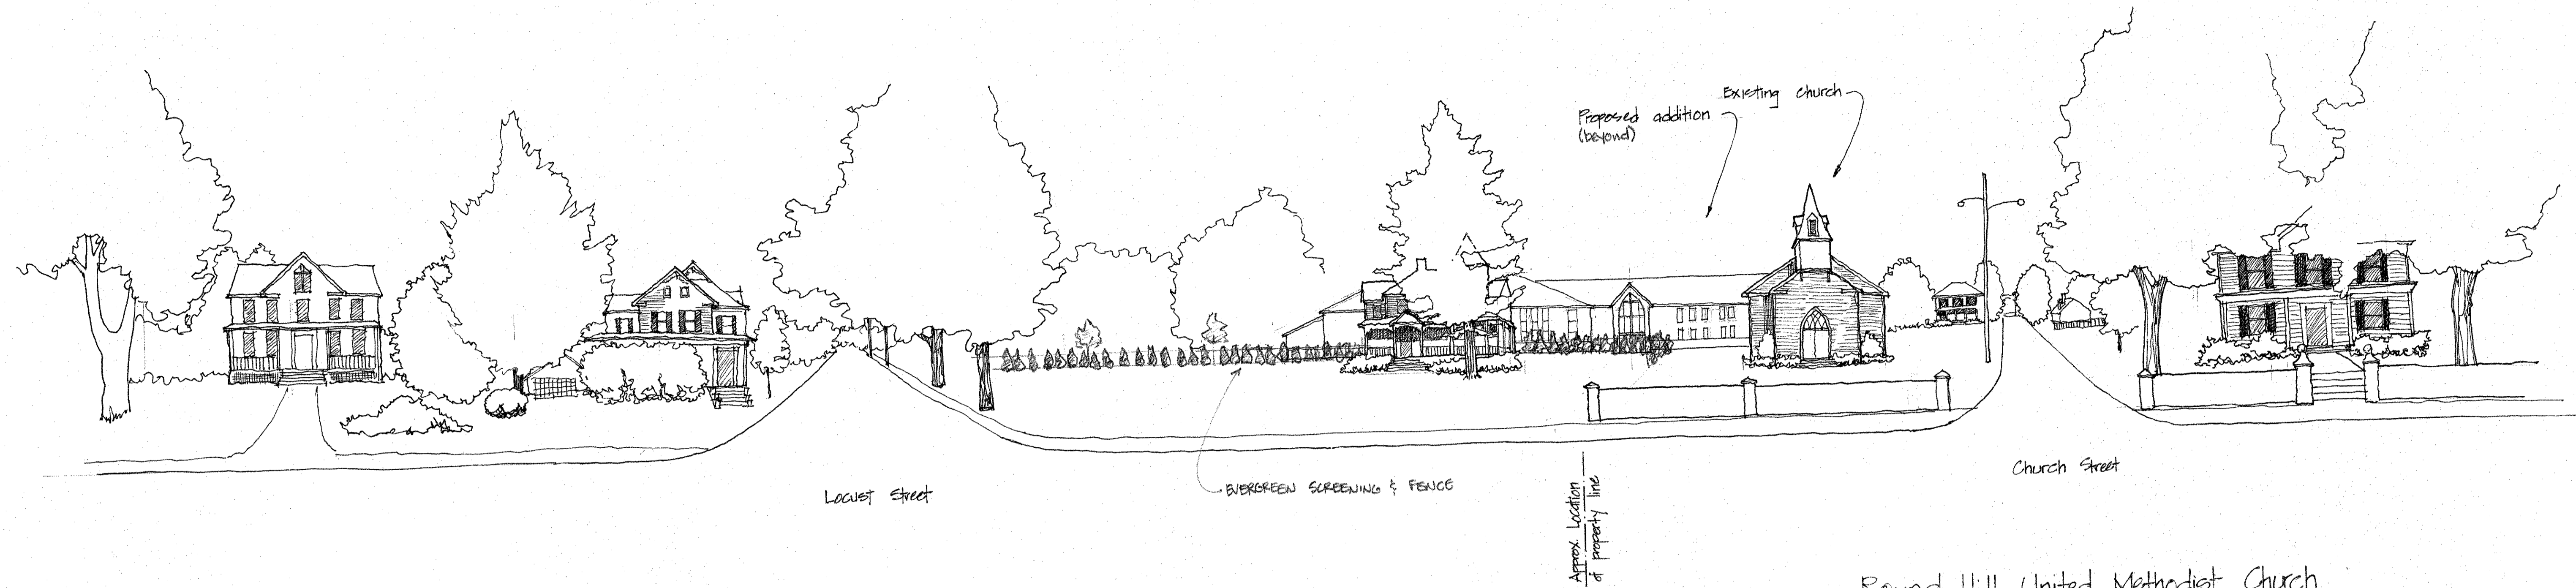 Existing church
Proposed addition
(beyond)
Church Street
Locust Street
EVERGREEN SCREENING & FENCE
Approx. Location
of property line
Round Hill United Methodist Church